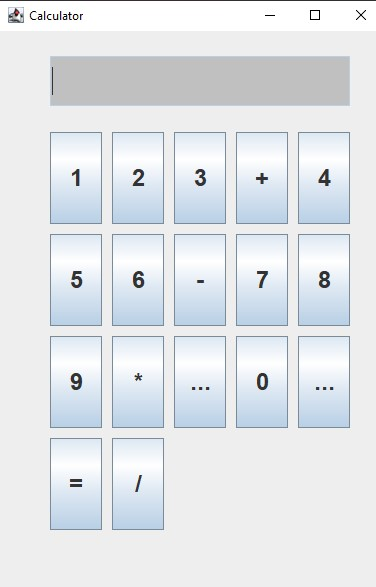 Calculator
1 2 3 + 4
5 6 - 7 8
9 * ... 0 ...
= /